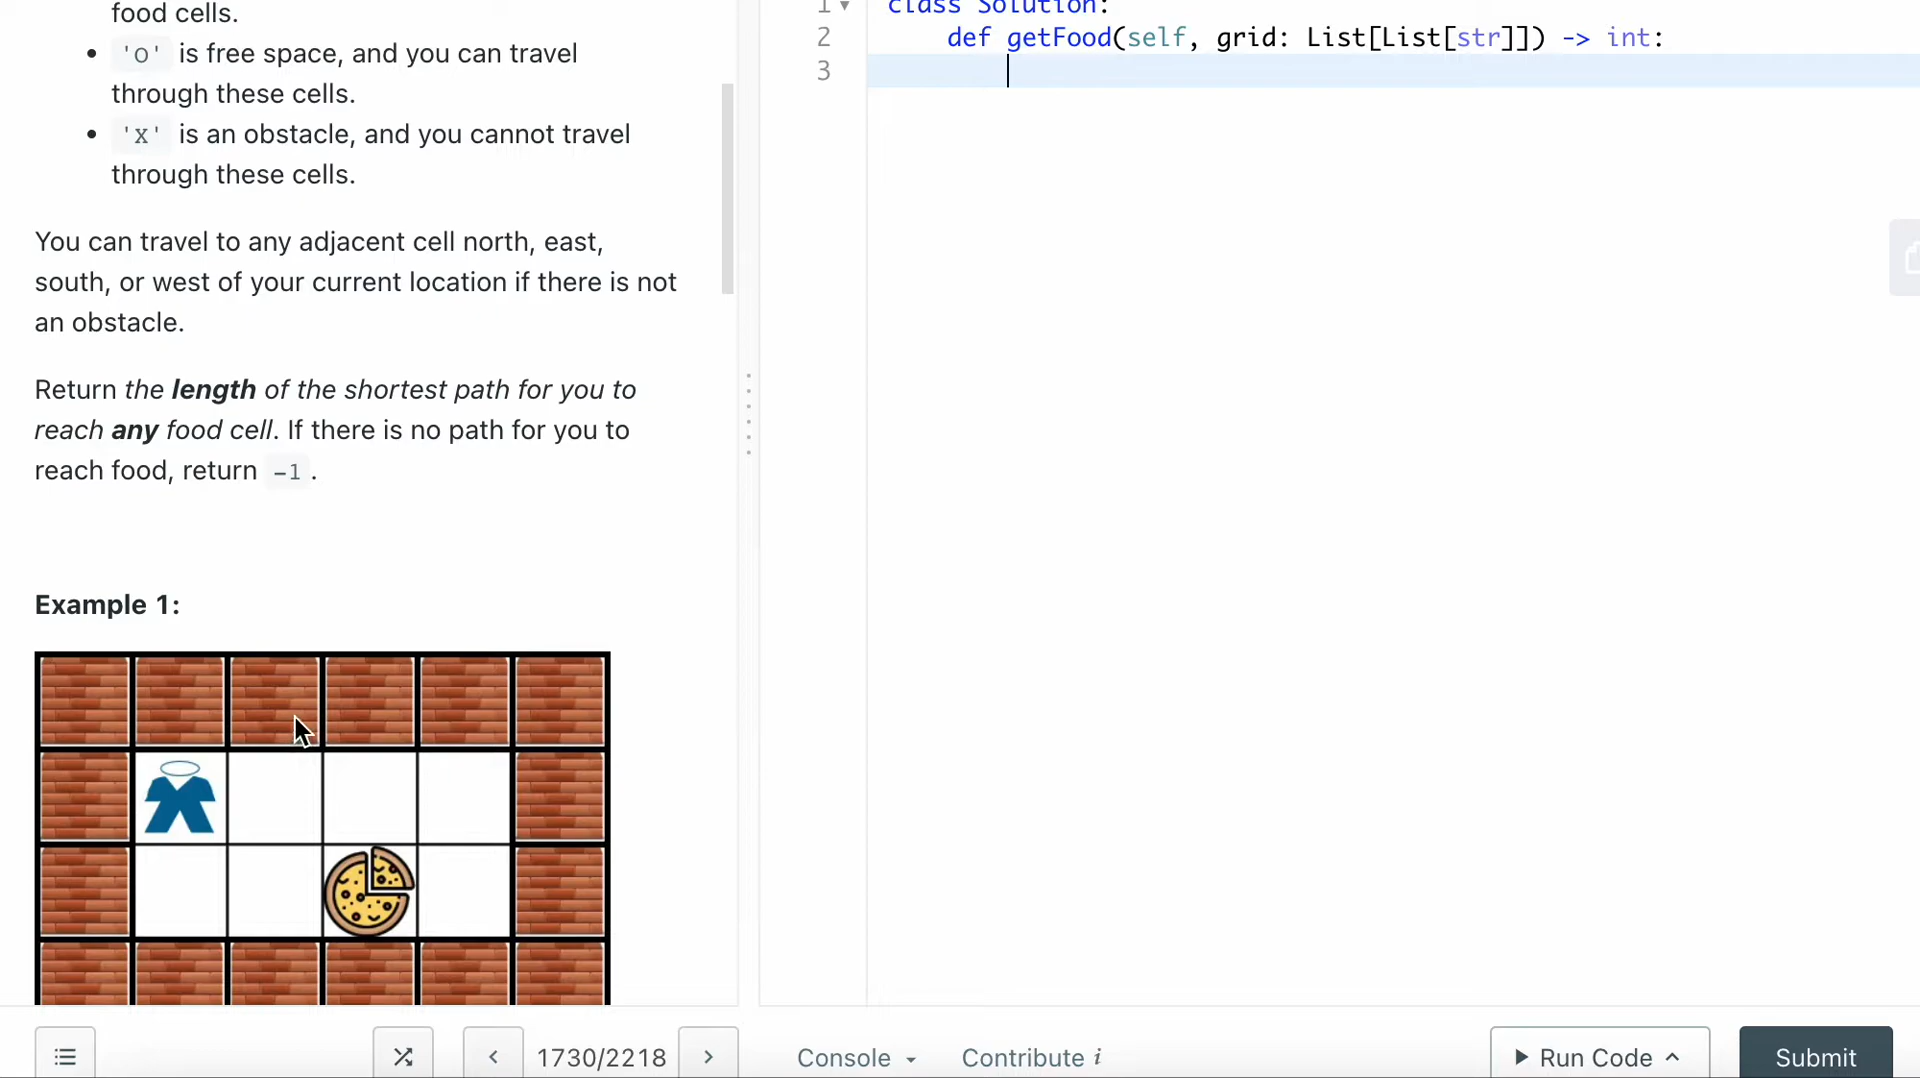 food cells.
• 'O' is free space, and you can travel
through these cells.
• 'X' is an obstacle, and you cannot travel
through these cells.
You can travel to any adjacent cell north, east,
south, or west of your current location if there is not
an obstacle.
Return the length of the shortest path for you to
reach any food cell. If there is no path for you to
reach food, return -1 .
Example 1:
1 class Solution:
2 def getFood(self, grid: List[List[str]]) -> int:
3
1730/2218
Console
Contribute i
Run Code
Submit